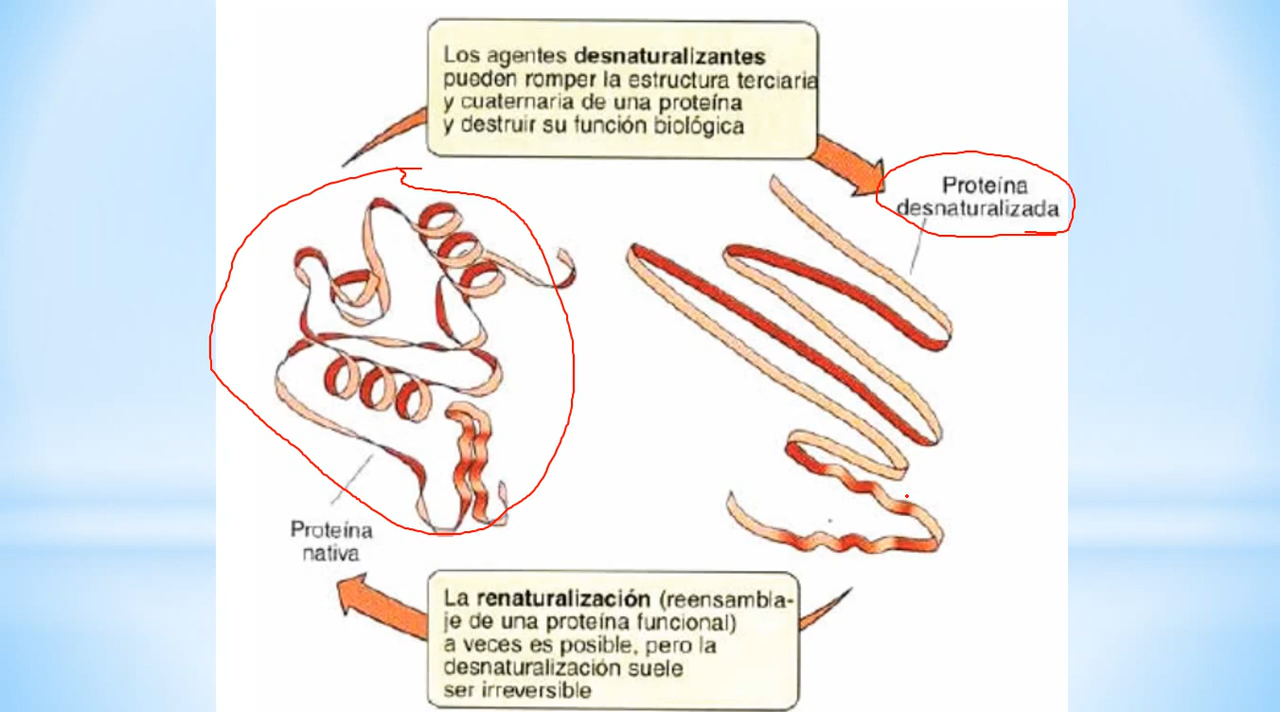 Los agentes desnaturalizantes
pueden romper la estructura terciaria
y cuaternaria de una proteína
y destruir su función biológica
Proteína
desnaturalizada
Proteína
nativa
La renaturalización (reensambla-
je de una proteína funcional)
a veces es posible, pero la
desnaturalización suele
ser irreversible